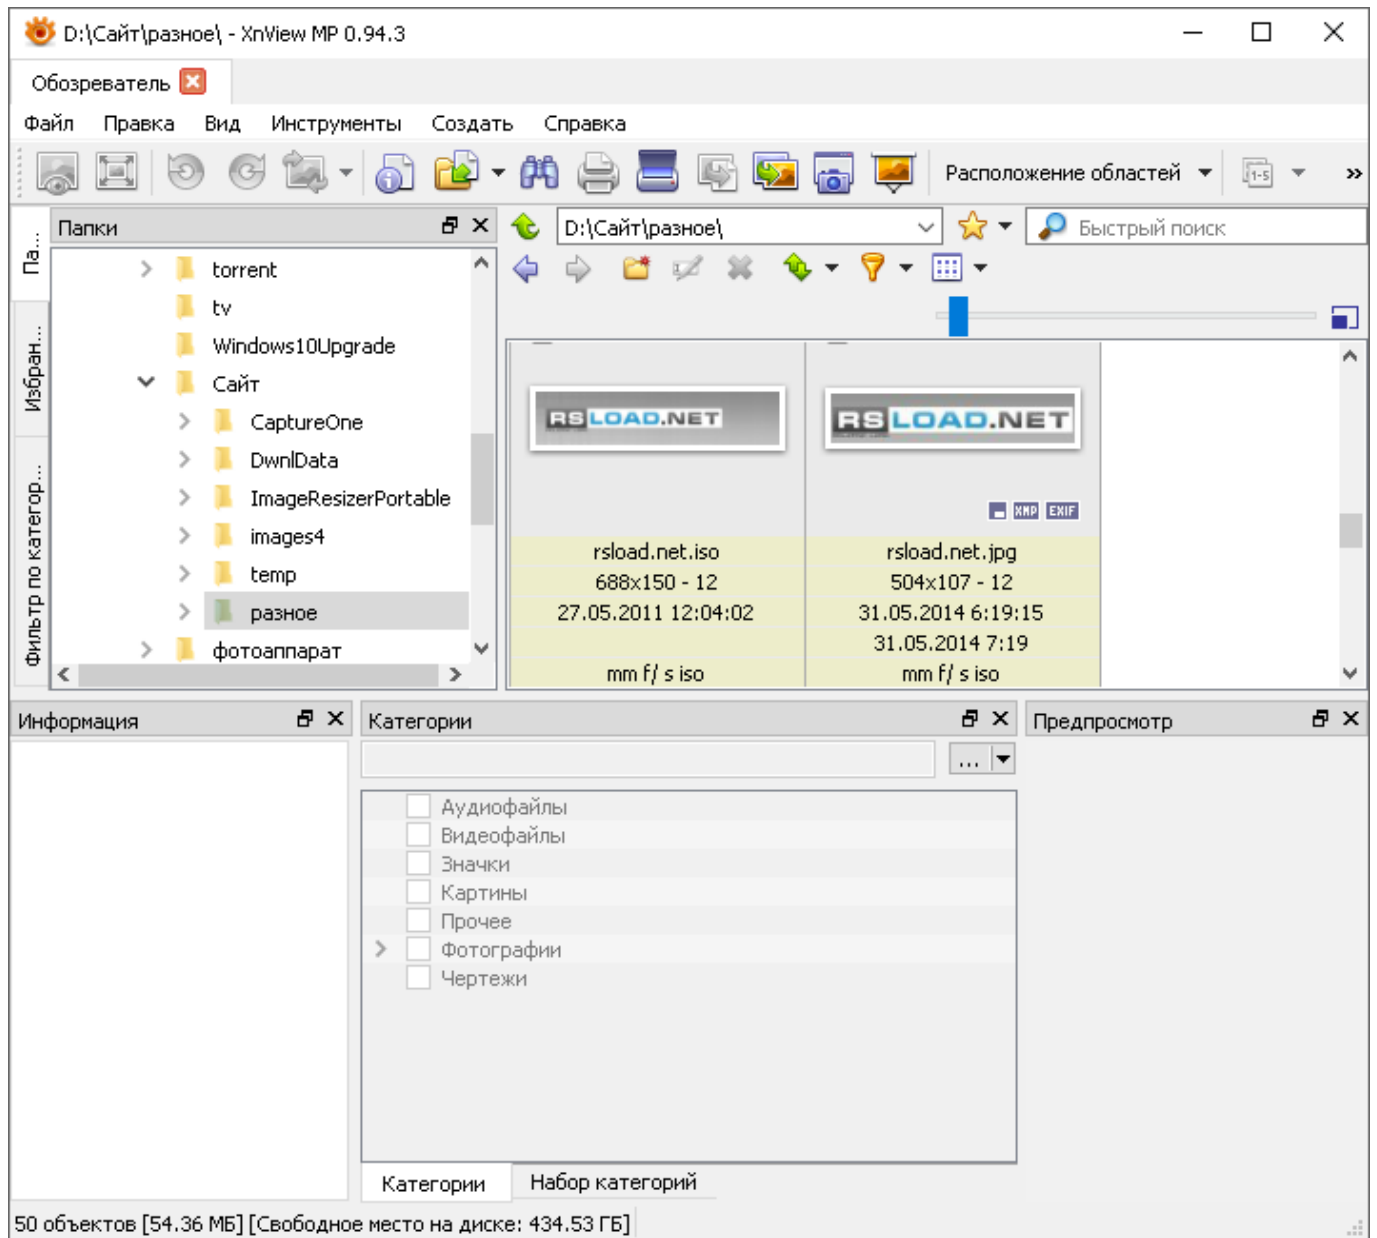 D:\Сайт\разное\ - XnView MP 0.94.3
Обозреватель
Файл Правка Вид Инструменты Создать Справка
Расположение областей
1-5
Па...
Избран...
Фильтр по категор...
Папки
torrent
tv
Windows10Upgrade
Сайт
CaptureOne
DwnlData
ImageResizerPortable
images4
temp
разное
фотоаппарат
D:\Сайт\разное\
Быстрый поиск
RSLOAD.NET
rsload.net.iso
688x150 - 12
27.05.2011 12:04:02
mm f/ s iso
RSLOAD.NET
XMP EXIF
rsload.net.jpg
504x107 - 12
31.05.2014 6:19:15
31.05.2014 7:19
mm f/ s iso
Информация
Категории
...
Аудиофайлы
Видеофайлы
Значки
Картины
Прочее
Фотографии
Чертежи
Категории Набор категорий
Предпросмотр
50 объектов [54.36 МБ] [Свободное место на диске: 434.53 ГБ]